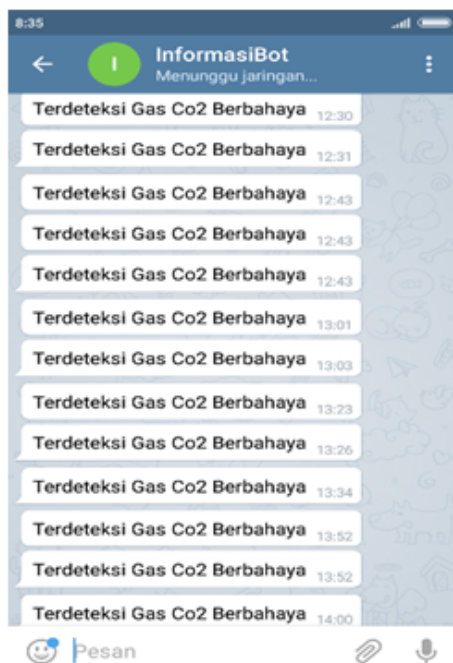 8:35
I
InformasiBot
Menunggu jaringan...
Terdeteksi Gas Co2 Berbahaya 12:30
Terdeteksi Gas Co2 Berbahaya 12:31
Terdeteksi Gas Co2 Berbahaya 12:43
Terdeteksi Gas Co2 Berbahaya 12:43
Terdeteksi Gas Co2 Berbahaya 12:43
Terdeteksi Gas Co2 Berbahaya 13:01
Terdeteksi Gas Co2 Berbahaya 13:03
Terdeteksi Gas Co2 Berbahaya 13:23
Terdeteksi Gas Co2 Berbahaya 13:26
Terdeteksi Gas Co2 Berbahaya 13:34
Terdeteksi Gas Co2 Berbahaya 13:52
Terdeteksi Gas Co2 Berbahaya 13:52
Terdeteksi Gas Co2 Berbahaya 14:00
Pesan